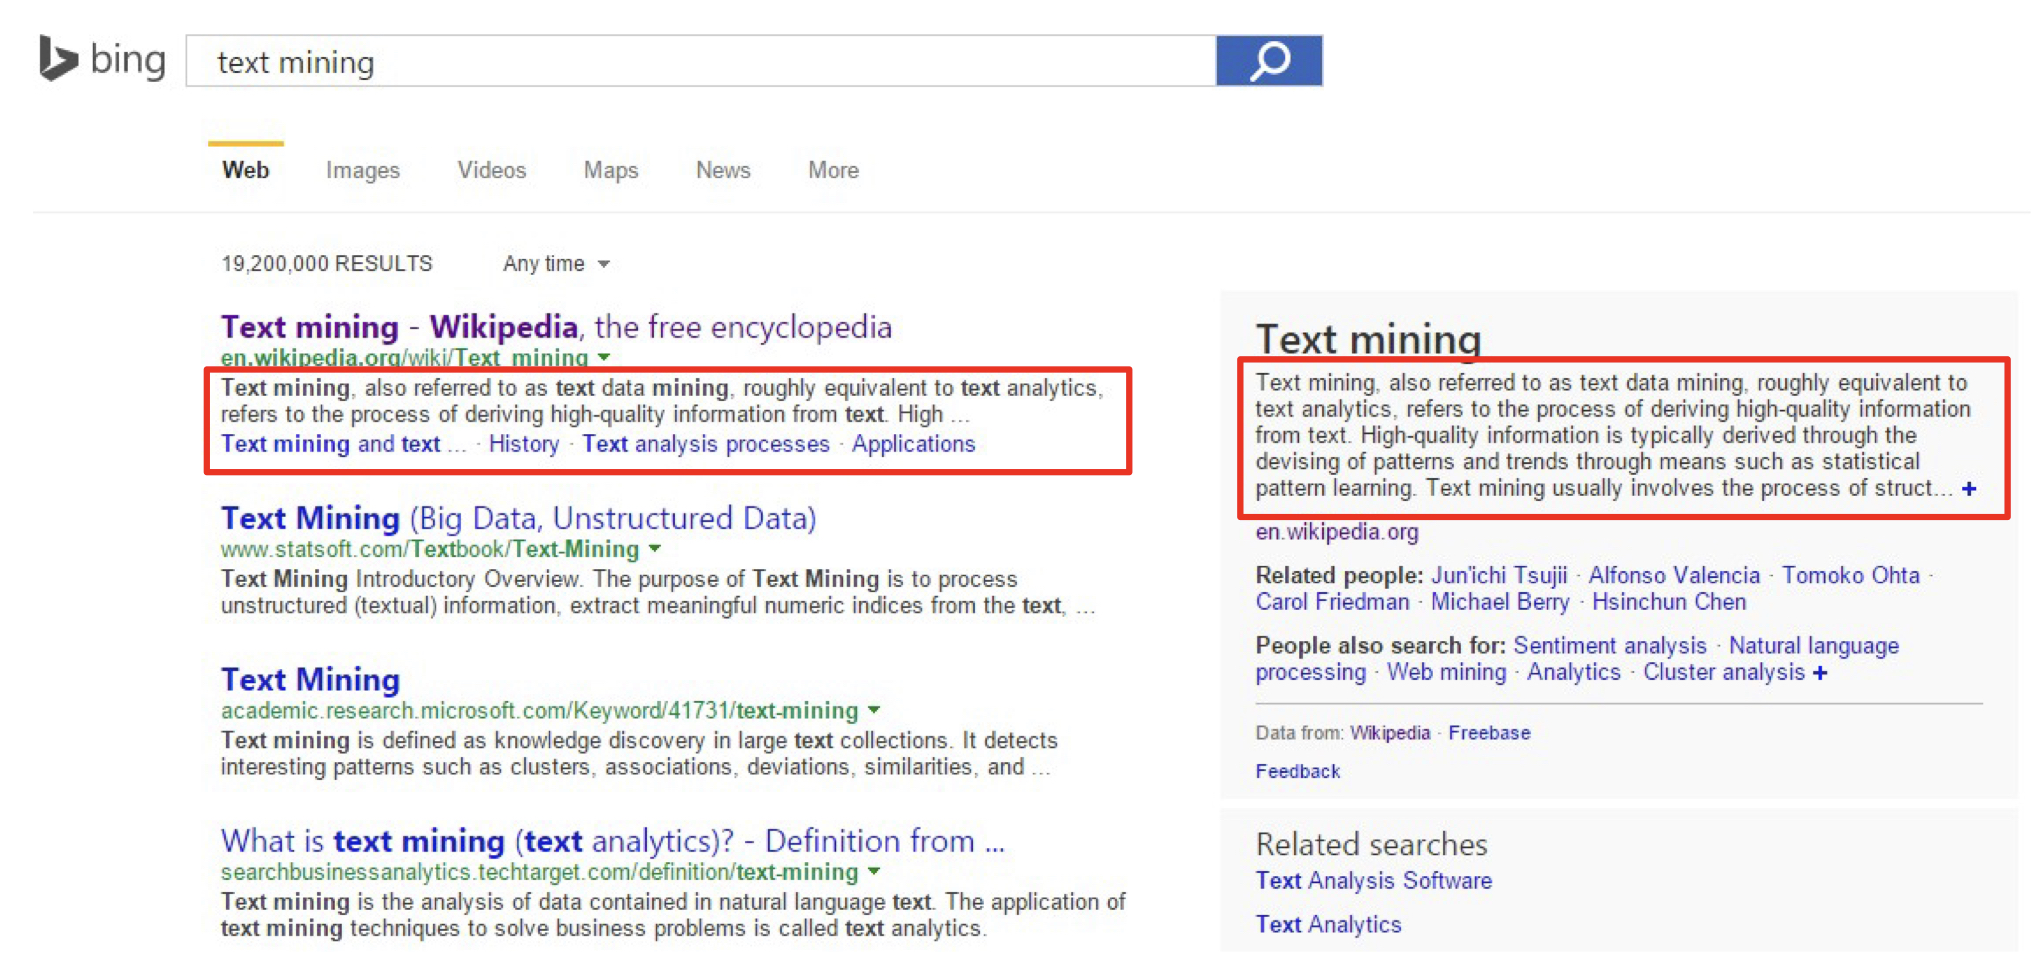 bing
text mining
Web Images Videos Maps News More
19,200,000 RESULTS Any time
Text mining - Wikipedia, the free encyclopedia
en.wikipedia.org/wiki/Text_mining
Text mining, also referred to as text data mining, roughly equivalent to text analytics,
refers to the process of deriving high-quality information from text. High ...
Text mining and text ... · History · Text analysis processes · Applications
Text Mining (Big Data, Unstructured Data)
www.statsoft.com/Textbook/Text-Mining
Text Mining Introductory Overview. The purpose of Text Mining is to process
unstructured (textual) information, extract meaningful numeric indices from the text, ...
Text Mining
academic.research.microsoft.com/Keyword/41731/text-mining
Text mining is defined as knowledge discovery in large text collections. It detects
interesting patterns such as clusters, associations, deviations, similarities, and ...
What is text mining (text analytics)? - Definition from ...
searchbusinessanalytics.techtarget.com/definition/text-mining
Text mining is the analysis of data contained in natural language text. The application of
text mining techniques to solve business problems is called text analytics.
Text mining
Text mining, also referred to as text data mining, roughly equivalent to
text analytics, refers to the process of deriving high-quality information
from text. High-quality information is typically derived through the
devising of patterns and trends through means such as statistical
pattern learning. Text mining usually involves the process of struct... +
en.wikipedia.org
Related people: Jun'ichi Tsujii · Alfonso Valencia · Tomoko Ohta ·
Carol Friedman · Michael Berry · Hsinchun Chen
People also search for: Sentiment analysis · Natural language
processing · Web mining · Analytics · Cluster analysis +
Data from: Wikipedia · Freebase
Feedback
Related searches
Text Analysis Software
Text Analytics